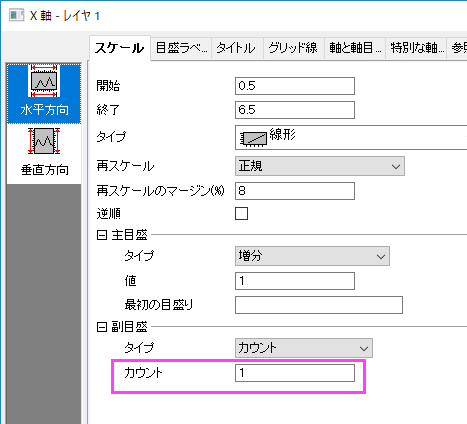 X 軸 - レイヤ 1
スケール 目盛ラベ... タイトル グリッド線 軸と軸目... 特別な軸... 参照
水平方向
垂直方向
開始 0.5
終了 6.5
タイプ 線形
再スケール 正規
再スケールのマージン(%) 8
逆順
主目盛
タイプ 増分
値 1
最初の目盛り
副目盛
タイプ カウント
カウント 1